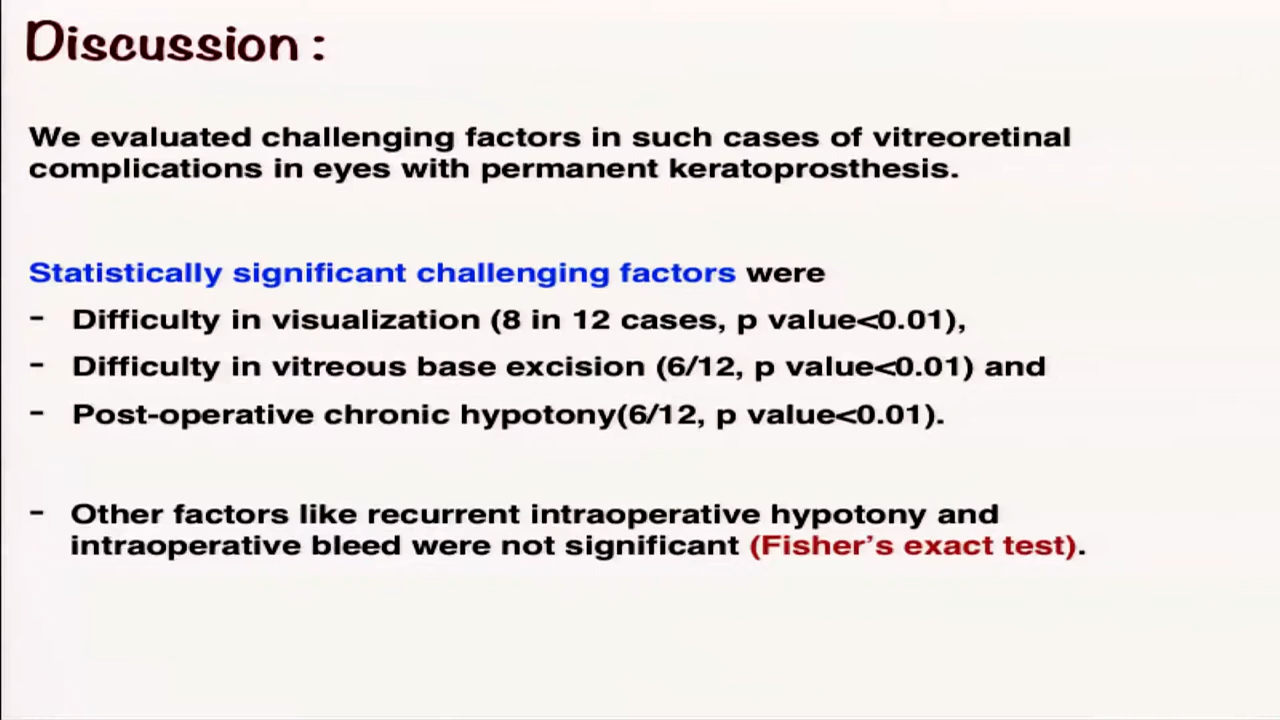 Discussion :
We evaluated challenging factors in such cases of vitreoretinal
complications in eyes with permanent keratoprosthesis.
Statistically significant challenging factors were
- Difficulty in visualization (8 in 12 cases, p value<0.01),
- Difficulty in vitreous base excision (6/12, p value<0.01) and
- Post-operative chronic hypotony(6/12, p value<0.01).
- Other factors like recurrent intraoperative hypotony and
intraoperative bleed were not significant (Fisher's exact test).